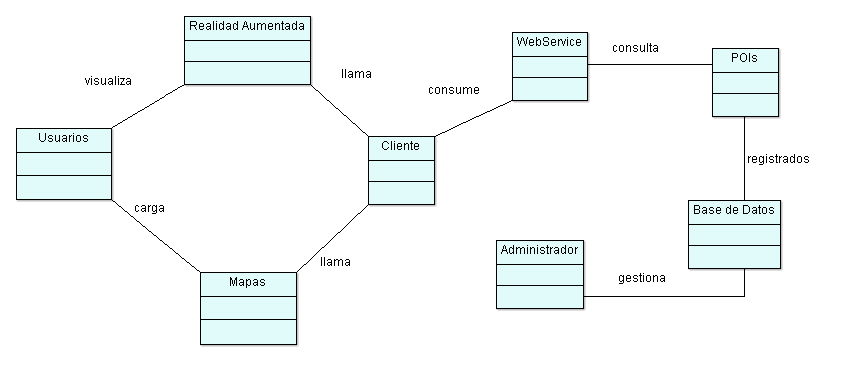 Realidad Aumentada
WebService
consulta
POIs
llama
visualiza
consume
Usuarios
Cliente
registrados
carga
Base de Datos
Administrador
llama
gestiona
Mapas